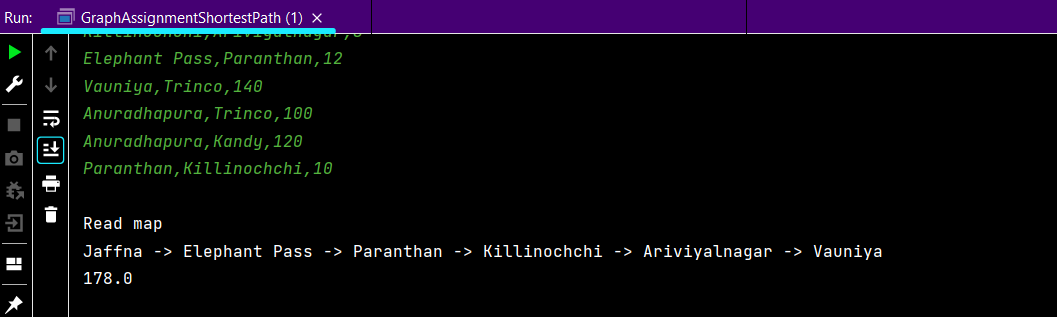 Run: GraphAssignmentShortestPath (1) ×
Elephant Pass,Paranthan,12
Vauniya,Trinco,140
Anuradhapura,Trinco,100
Anuradhapura,Kandy,120
Paranthan,Killinochchi,10
Read map
Jaffna -> Elephant Pass -> Paranthan -> Killinochchi -> Ariviyalnagar -> Vauniya
178.0